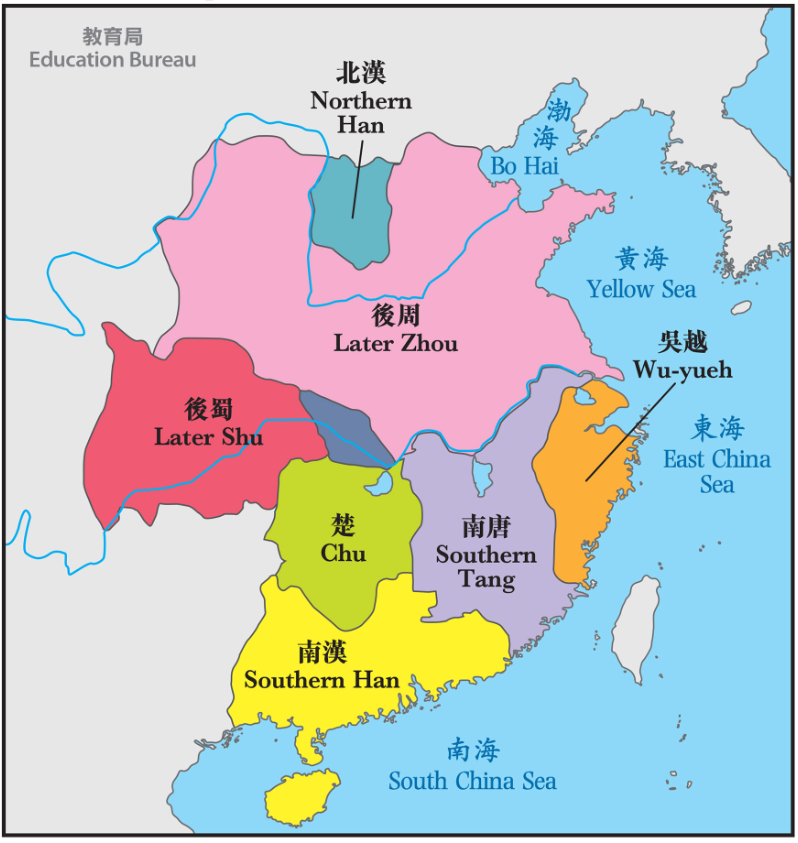 教育局
Education Bureau
北漢
Northern
Han
渤
海
Bo Hai
黃海
Yellow Sea
後周
Later Zhou
吳越
Wu-yueh
後蜀
Later Shu
東海
East China
Sea
楚
Chu
南唐
Southern
Tang
南漢
Southern Han
南海
South China Sea